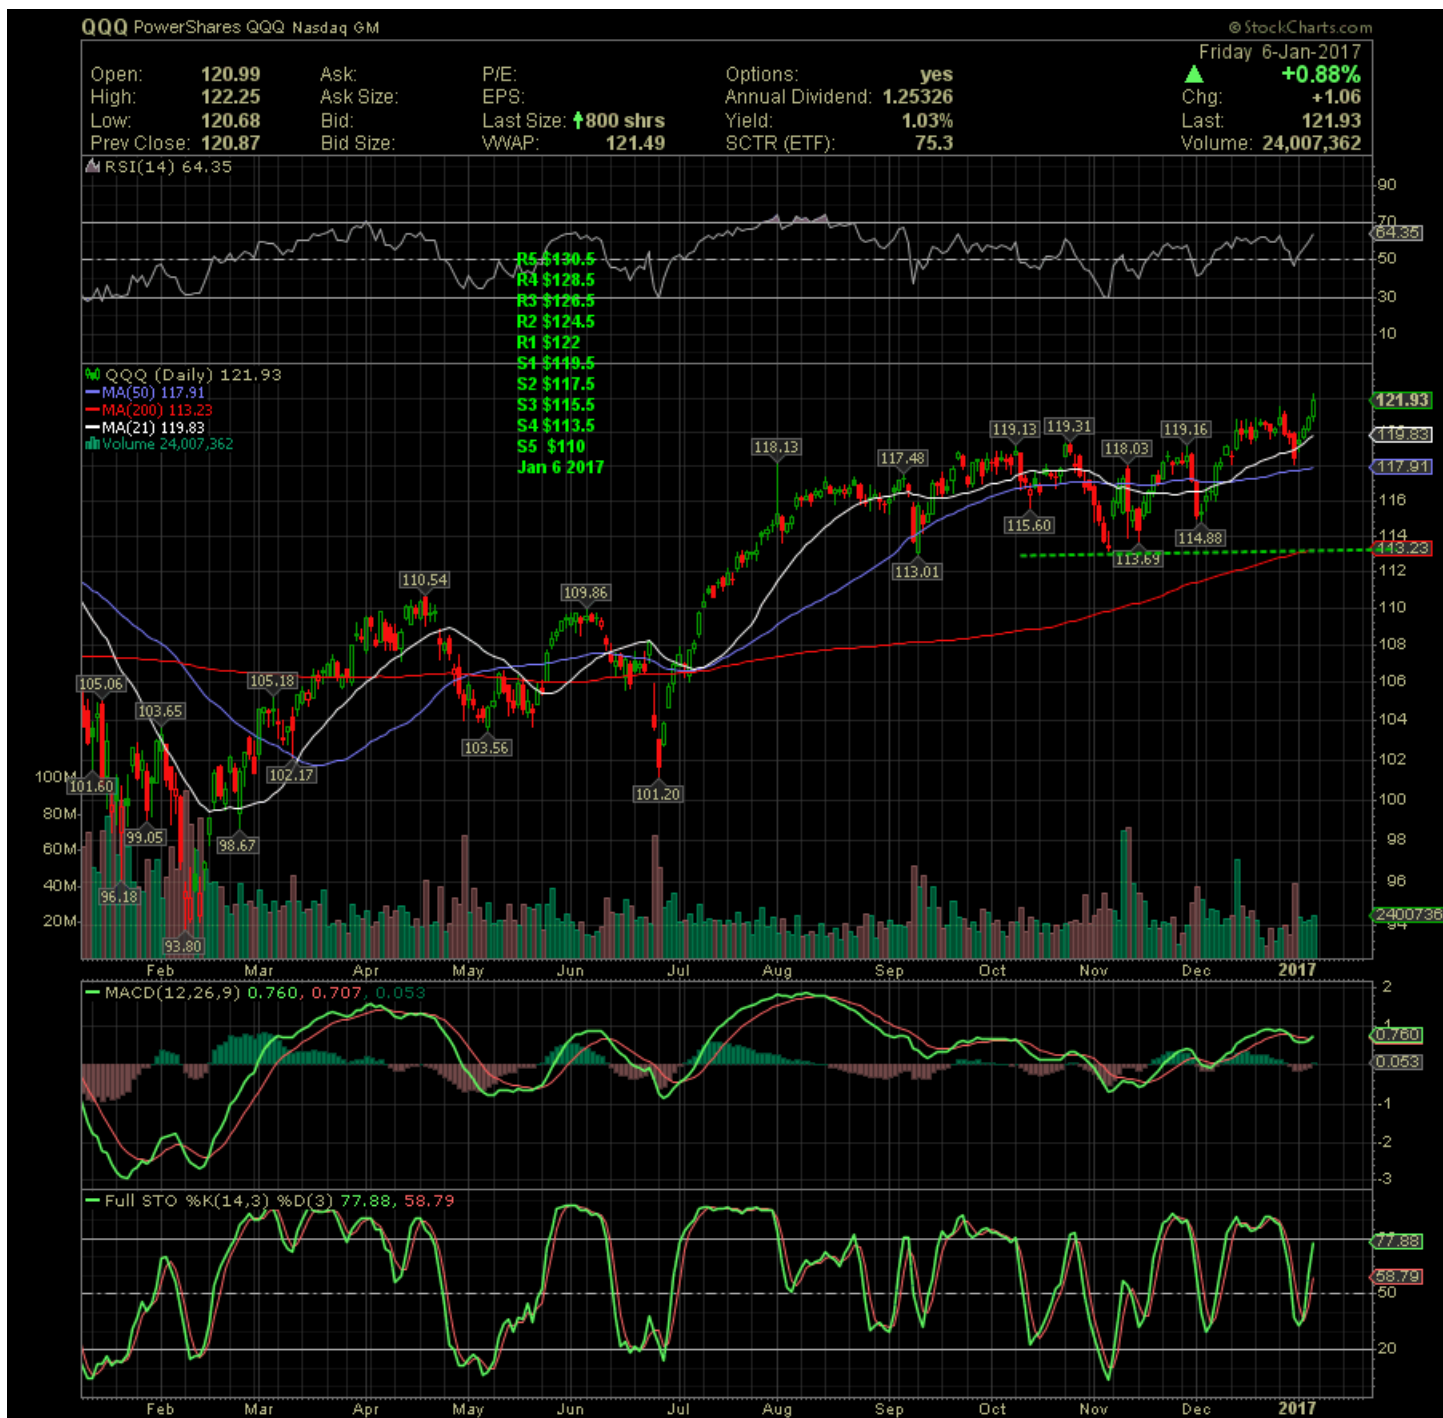 QQQ PowerShares QQQ Nasdaq GM
© StockCharts.com
Friday 6-Jan-2017
Open: 120.99 Ask: P/E: Options: yes +0.88%
High: 122.25 Ask Size: EPS: Annual Dividend: 1.25326 Chg: +1.06
Low: 120.68 Bid: Last Size: 800 shrs Yield: 1.03% Last: 121.93
Prev Close: 120.87 Bid Size: VWAP: 121.49 SCTR (ETF): 75.3 Volume: 24,007,362
RSI(14) 64.35
90
70
64.35
50
30
10
R5 $130.5
R4 $128.5
R3 $126.5
R2 $124.5
R1 $122
S1 $119.5
S2 $117.5
S3 $115.5
S4 $113.5
S5 $110
Jan 6 2017
QQQ (Daily) 121.93
MA(50) 117.91
MA(200) 113.23
MA(21) 119.83
Volume 24,007,362
121.93
119.83
117.91
116
114
113.23
112
110
108
106
104
102
100
98
96
94
2400736
118.13
117.48
119.13
119.31
118.03
119.16
115.60
114.88
113.69
113.01
110.54
109.86
105.06
105.18
103.65
103.56
102.17
101.60
101.20
99.05
98.67
96.18
93.80
100M
80M
60M
40M
20M
Feb Mar Apr May Jun Jul Aug Sep Oct Nov Dec 2017
MACD(12,26,9) 0.760, 0.707, 0.053
2
1
0.760
0.053
-1
-2
-3
Full STO %K(14,3) %D(3) 77.88, 58.79
77.88
58.79
50
20
Feb Mar Apr May Jun Jul Aug Sep Oct Nov Dec 2017